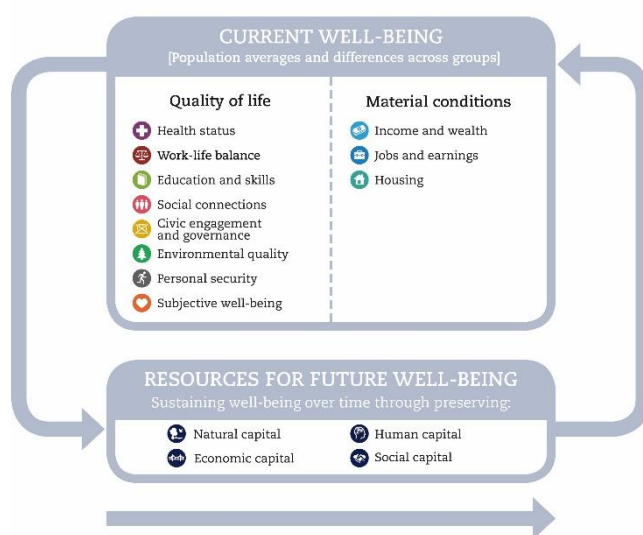 CURRENT WELL-BEING
[Population averages and differences across groups]
Quality of life
Health status
Work-life balance
Education and skills
Social connections
Civic engagement
and governance
Environmental quality
Personal security
Subjective well-being
Material conditions
Income and wealth
Jobs and earnings
Housing
RESOURCES FOR FUTURE WELL-BEING
Sustaining well-being over time through preserving:
Natural capital
Human capital
Economic capital
Social capital